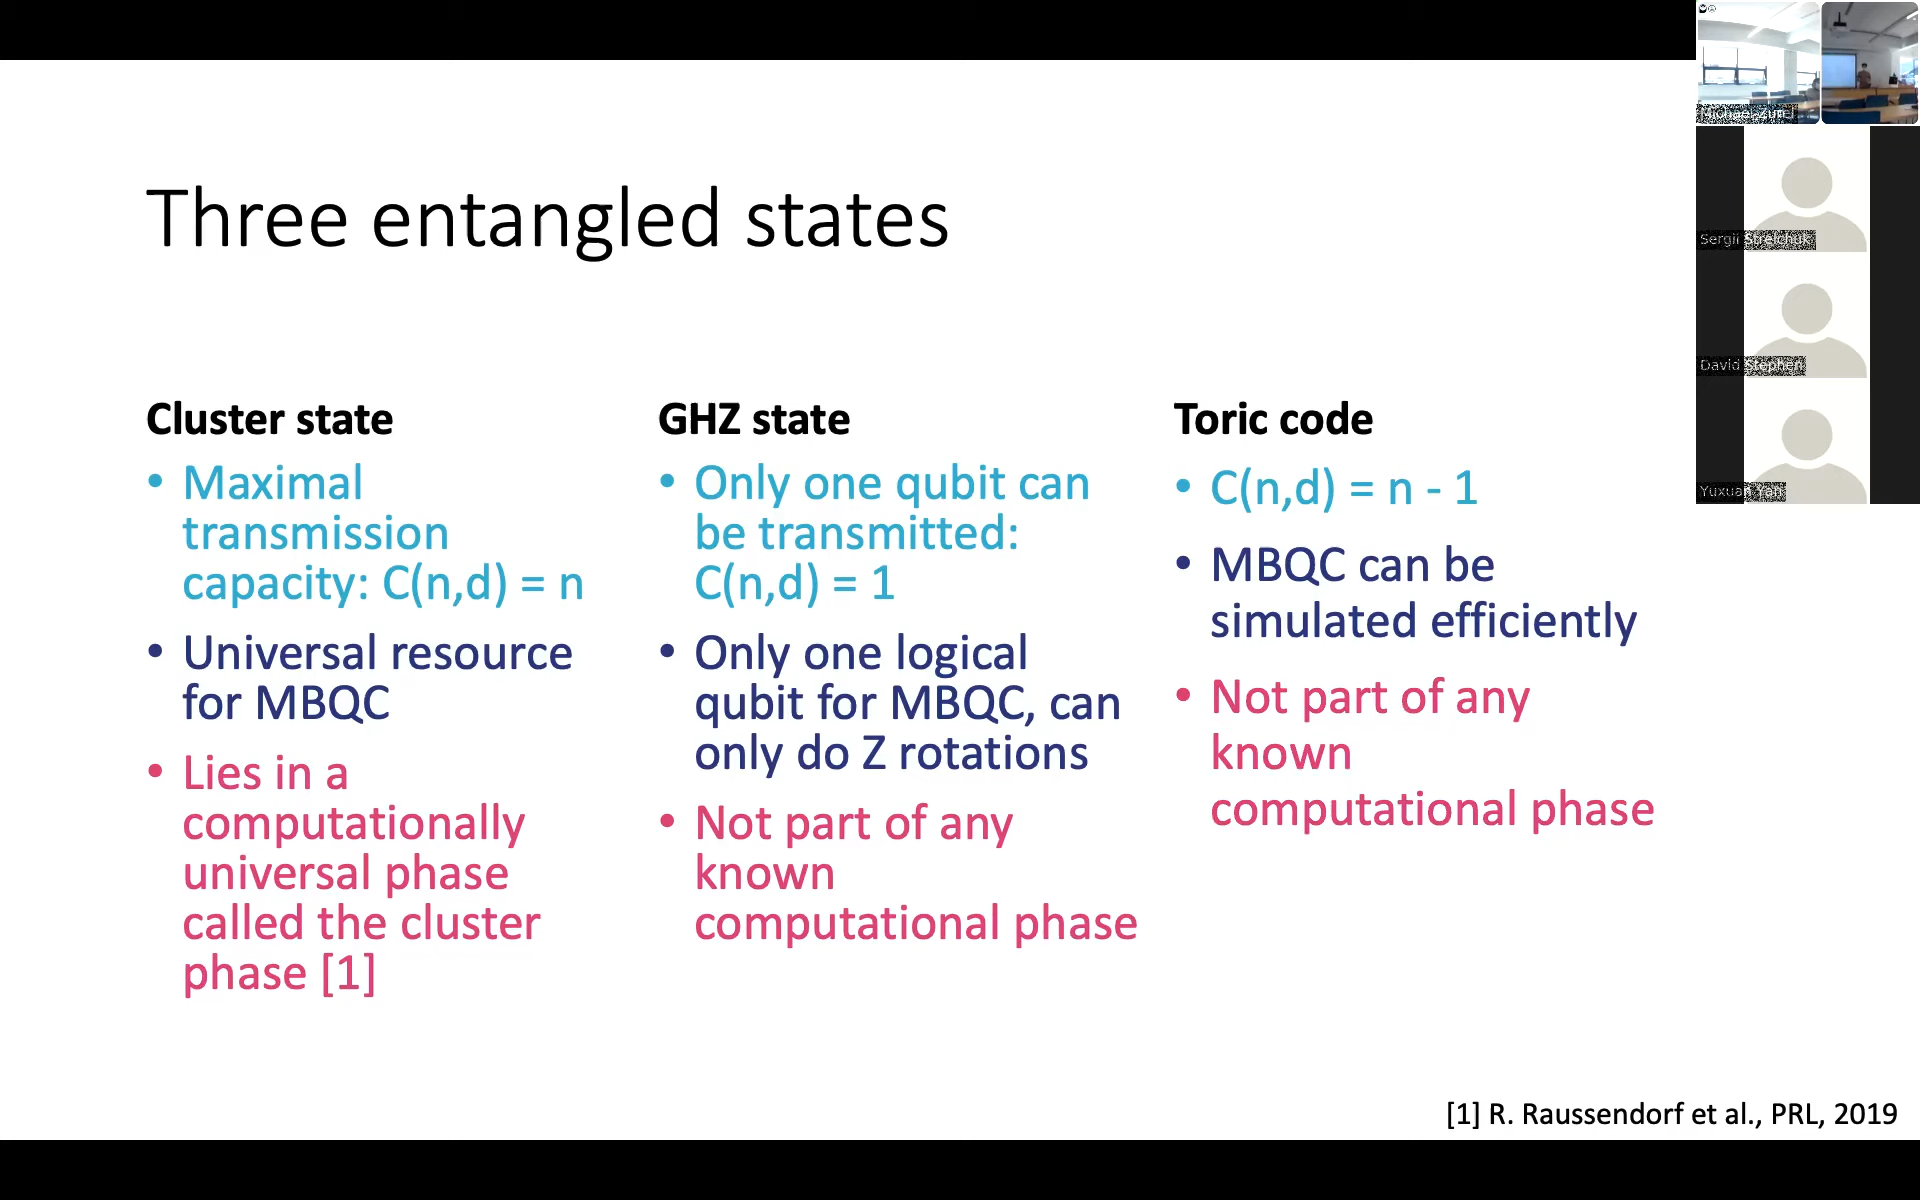 Three entangled states
Cluster state
• Maximal
transmission
capacity: C(n,d) = n
• Universal resource
for MBQC
• Lies in a
computationally
universal phase
called the cluster
phase [1]
GHZ state
• Only one qubit can
be transmitted:
C(n,d) = 1
• Only one logical
qubit for MBQC, can
only do Z rotations
• Not part of any
known
computational phase
Toric code
• C(n,d) = n - 1
• MBQC can be
simulated efficiently
• Not part of any
known
computational phase
[1] R. Raussendorf et al., PRL, 2019
Sergii Strelchuk
David Stephen
Yuxuan Yan